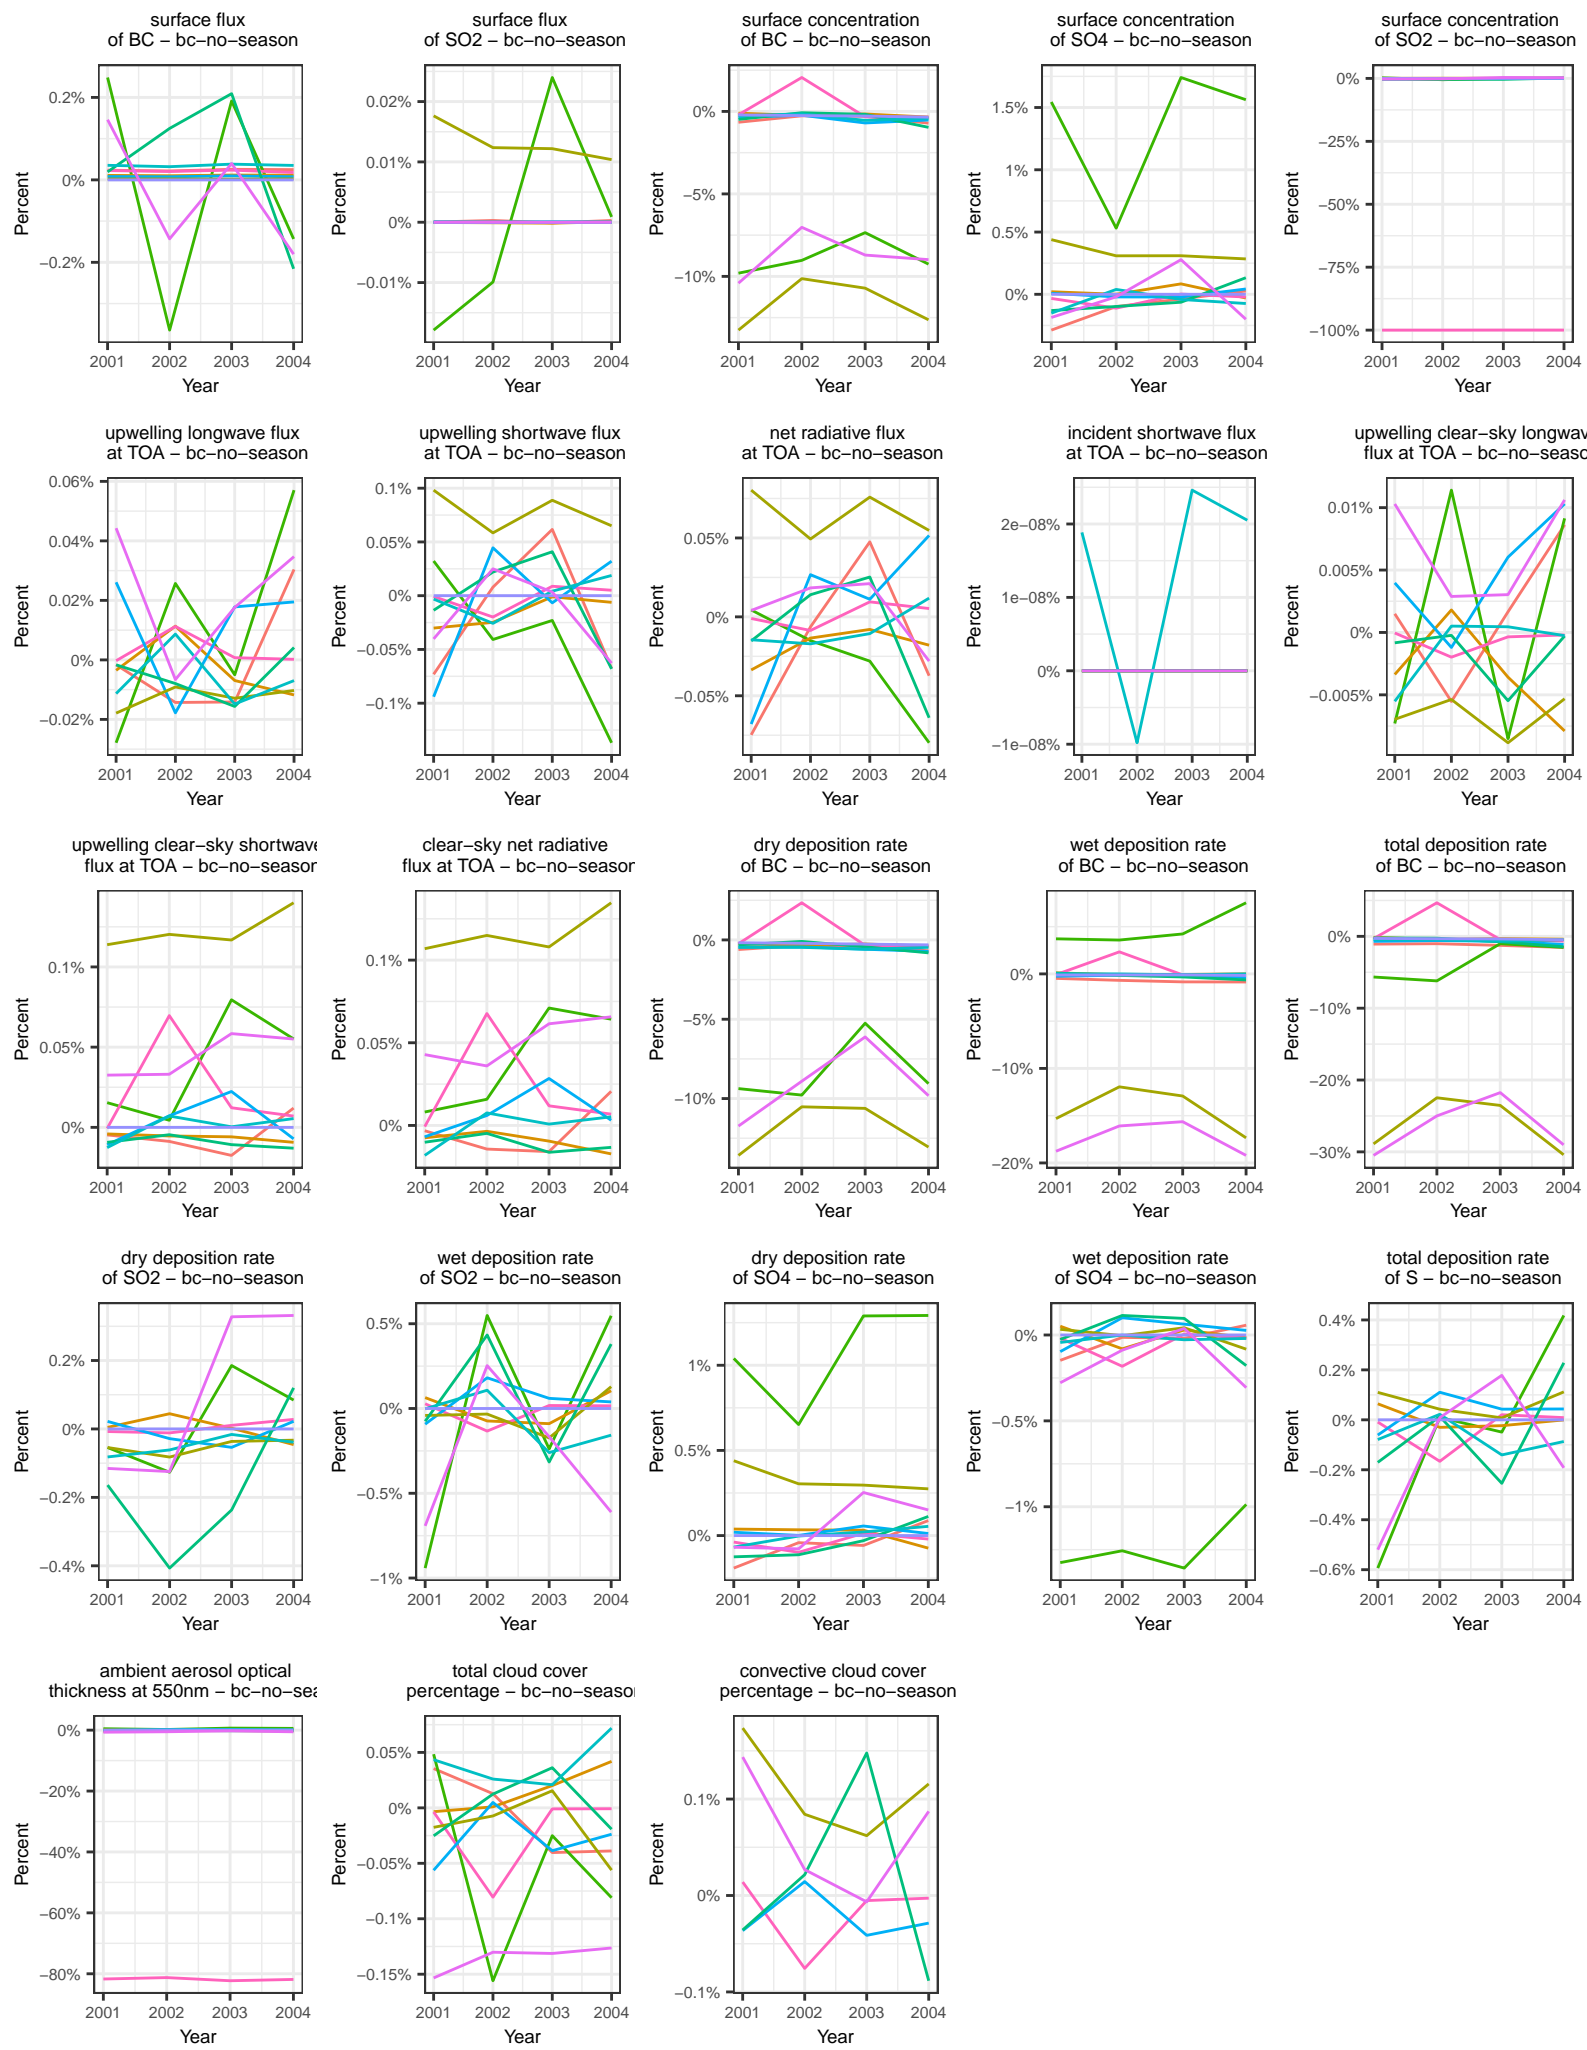 surface flux
of BC − bc−no−season
0.2%
0%
−0.2%
Percent
2001 2002 2003 2004
Year
surface flux
of SO2 − bc−no−season
0.02%
0.01%
0%
−0.01%
Percent
2001 2002 2003 2004
Year
surface concentration
of BC − bc−no−season
0%
−5%
−10%
Percent
2001 2002 2003 2004
Year
surface concentration
of SO4 − bc−no−season
1.5%
1%
0.5%
0%
Percent
2001 2002 2003 2004
Year
surface concentration
of SO2 − bc−no−season
0%
−25%
−50%
−75%
−100%
Percent
2001 2002 2003 2004
Year
upwelling longwave flux
at TOA − bc−no−season
0.06%
0.04%
0.02%
0%
−0.02%
Percent
2001 2002 2003 2004
Year
upwelling shortwave flux
at TOA − bc−no−season
0.1%
0.05%
0%
−0.05%
−0.1%
Percent
2001 2002 2003 2004
Year
net radiative flux
at TOA − bc−no−season
0.05%
0%
−0.05%
Percent
2001 2002 2003 2004
Year
incident shortwave flux
at TOA − bc−no−season
2e−08%
1e−08%
0%
−1e−08%
Percent
2001 2002 2003 2004
Year
upwelling clear−sky longwav
flux at TOA − bc−no−seaso
0.01%
0.005%
0%
−0.005%
Percent
2001 2002 2003 2004
Year
upwelling clear−sky shortwave
flux at TOA − bc−no−season
0.1%
0.05%
0%
Percent
2001 2002 2003 2004
Year
clear−sky net radiative
flux at TOA − bc−no−season
0.1%
0.05%
0%
Percent
2001 2002 2003 2004
Year
dry deposition rate
of BC − bc−no−season
0%
−5%
−10%
Percent
2001 2002 2003 2004
Year
wet deposition rate
of BC − bc−no−season
0%
−10%
−20%
Percent
2001 2002 2003 2004
Year
total deposition rate
of BC − bc−no−season
0%
−10%
−20%
−30%
Percent
2001 2002 2003 2004
Year
dry deposition rate
of SO2 − bc−no−season
0.2%
0%
−0.2%
−0.4%
Percent
2001 2002 2003 2004
Year
wet deposition rate
of SO2 − bc−no−season
0.5%
0%
−0.5%
−1%
Percent
2001 2002 2003 2004
Year
dry deposition rate
of SO4 − bc−no−season
1%
0.5%
0%
Percent
2001 2002 2003 2004
Year
wet deposition rate
of SO4 − bc−no−season
0%
−0.5%
−1%
Percent
2001 2002 2003 2004
Year
total deposition rate
of S − bc−no−season
0.4%
0.2%
0%
−0.2%
−0.4%
−0.6%
Percent
2001 2002 2003 2004
Year
ambient aerosol optical
thickness at 550nm − bc−no−sea
0%
−20%
−40%
−60%
−80%
Percent
2001 2002 2003 2004
Year
total cloud cover
percentage − bc−no−season
0.05%
0%
−0.05%
−0.1%
−0.15%
Percent
2001 2002 2003 2004
Year
convective cloud cover
percentage − bc−no−season
0.1%
0%
−0.1%
Percent
2001 2002 2003 2004
Year